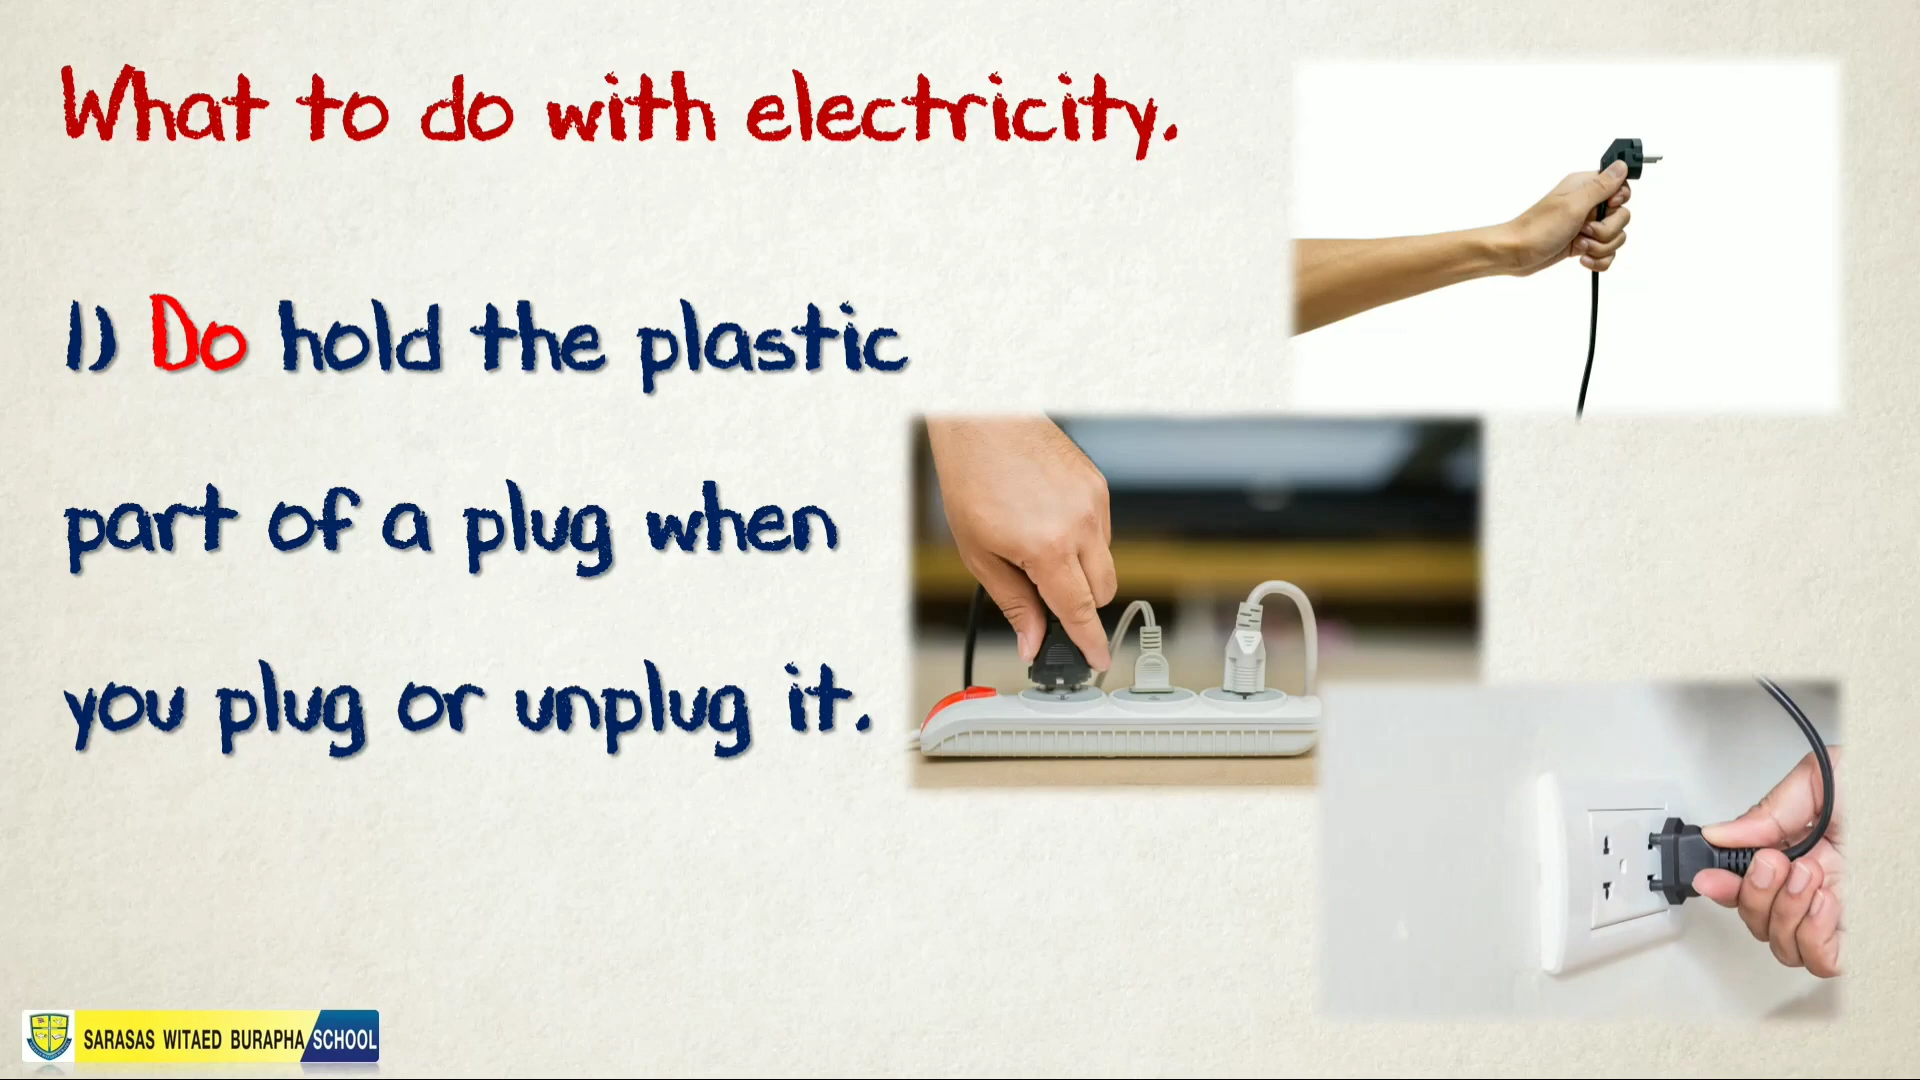 What to do with electricity.
1) Do hold the plastic
part of a plug when
you plug or unplug it.
SARASAS WITAED BURAPHA SCHOOL